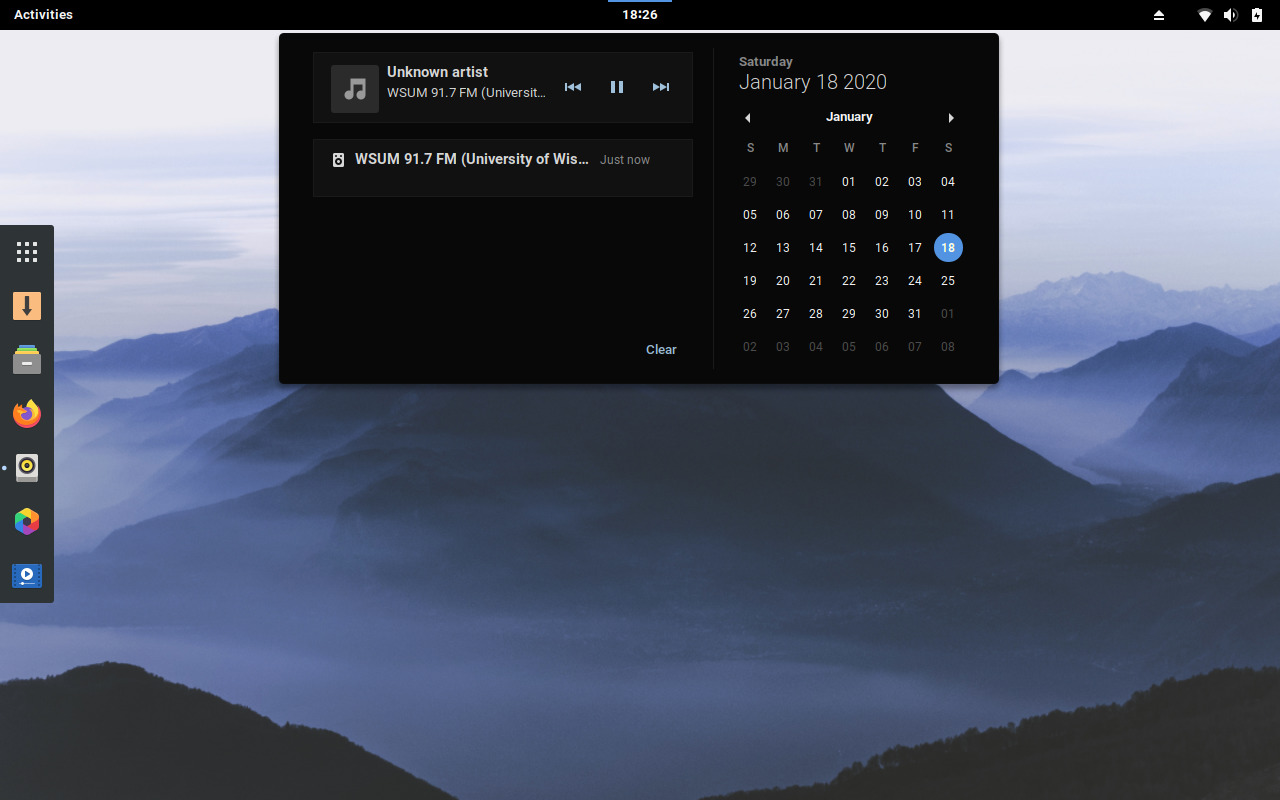 Activities
18:26
Unknown artist
WSUM 91.7 FM (Universit…
WSUM 91.7 FM (University of Wis… Just now
Clear
Saturday
January 18 2020
January
S M T W T F S
29 30 31 01 02 03 04
05 06 07 08 09 10 11
12 13 14 15 16 17 18
19 20 21 22 23 24 25
26 27 28 29 30 31 01
02 03 04 05 06 07 08